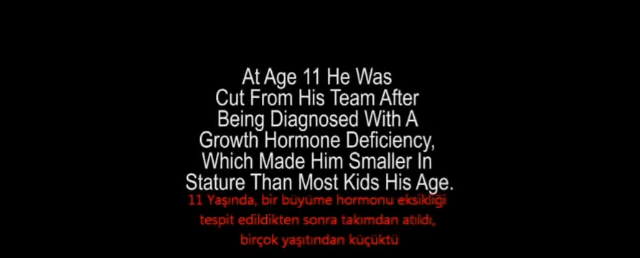 At Age 11 He Was
Cut From His Team After
Being Diagnosed With A
Growth Hormone Deficiency,
Which Made Him Smaller In
Stature Than Most Kids His Age.
11 Yaşında, bir büyüme hormonu eksikliği
tespit edildikten sonra takımdan atıldı,
birçok yaşıtından küçüktü